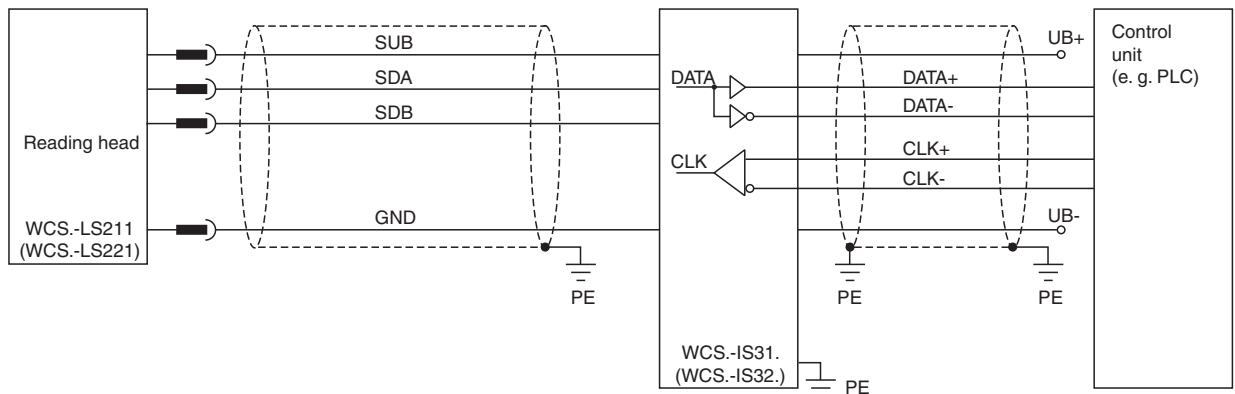 Reading head
WCS.-LS211
(WCS.-LS221)
SUB
SDA
SDB
GND
PE
DATA
CLK
WCS.-IS31.
(WCS.-IS32.)
PE
UB+
DATA+
DATA-
CLK+
CLK-
UB-
PE
PE
Control
unit
(e. g. PLC)